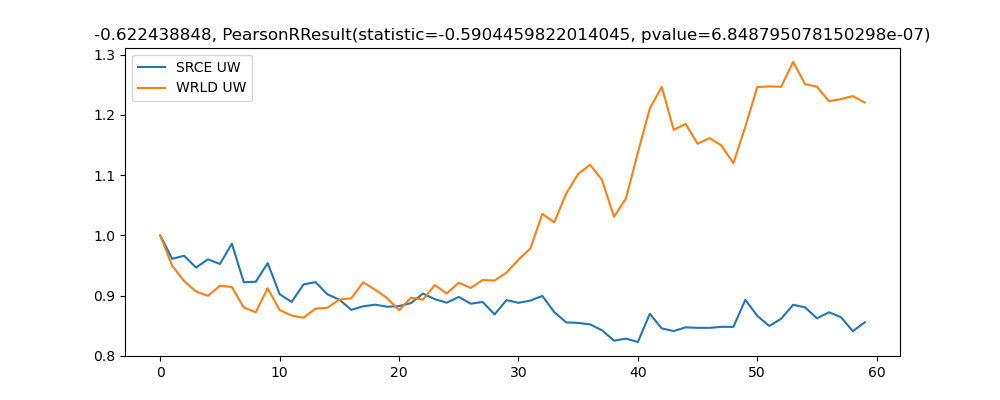 -0.622438848, PearsonRResult(statistic=-0.5904459822014045, pvalue=6.848795078150298e-07)
SRCE UW
WRLD UW
1.3
1.2
1.1
1.0
0.9
0.8
0 10 20 30 40 50 60